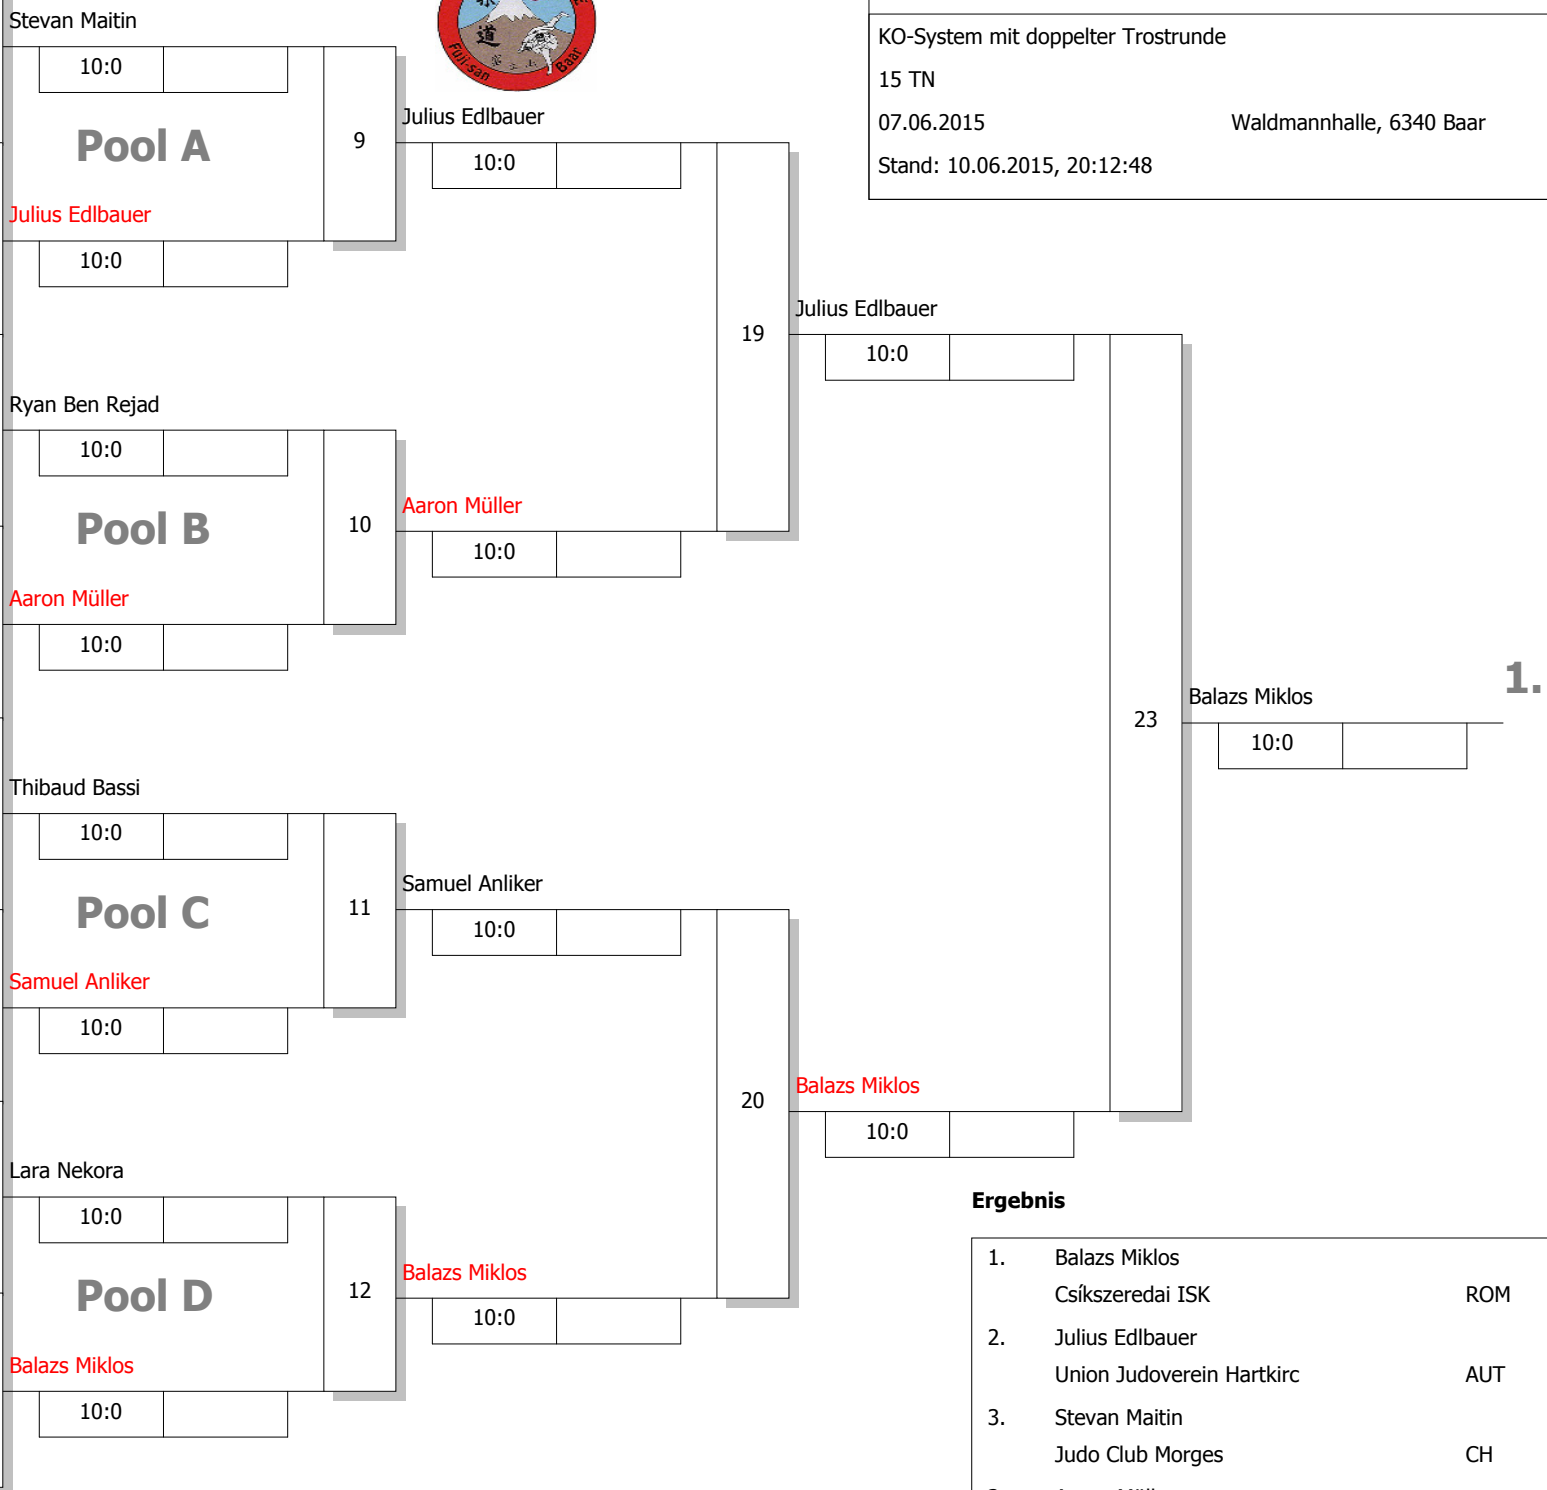 Stevan Maitin
10:0
Pool A
9
Julius Edlbauer
10:0
Julius Edlbauer
10:0
Ryan Ben Rejad
10:0
Pool B
10
Aaron Müller
10:0
Aaron Müller
10:0
19
Julius Edlbauer
10:0
Thibaud Bassi
10:0
Pool C
11
Samuel Anliker
10:0
Samuel Anliker
10:0
Lara Nekora
10:0
Pool D
12
Balazs Miklos
10:0
Balazs Miklos
10:0
20
Balazs Miklos
10:0
23
Balazs Miklos
10:0
1.
道
Fuji-san Baar
KO-System mit doppelter Trostrunde
15 TN
07.06.2015 Waldmannhalle, 6340 Baar
Stand: 10.06.2015, 20:12:48
Ergebnis
1. Balazs Miklos
Csíkszeredai ISK ROM
2. Julius Edlbauer
Union Judoverein Hartkirc AUT
3. Stevan Maitin
Judo Club Morges CH